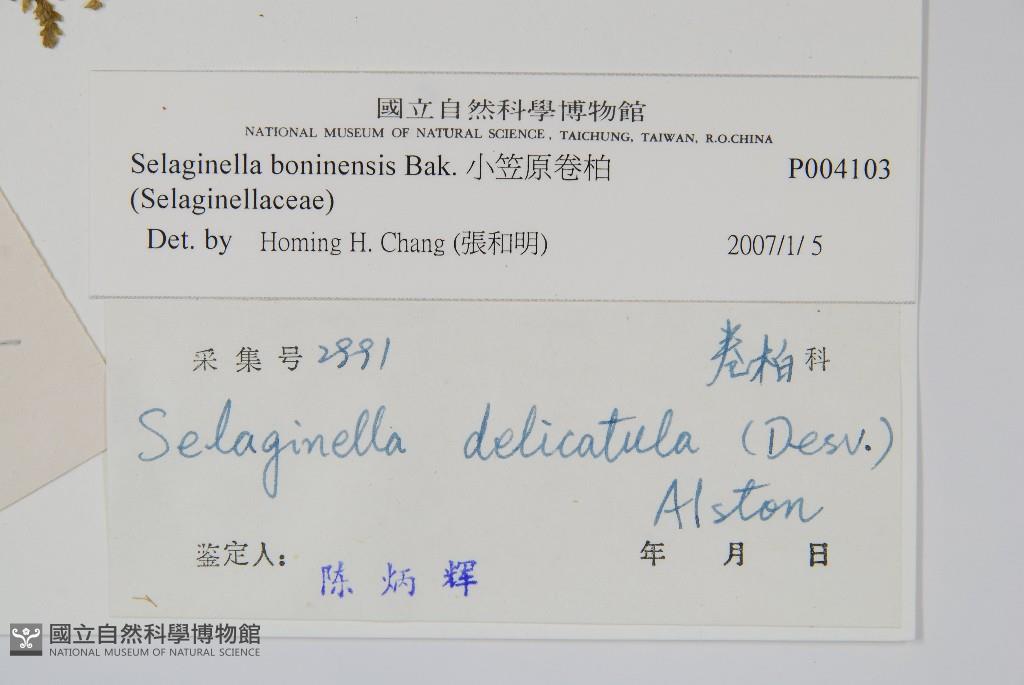 國立自然科學博物館
NATIONAL MUSEUM OF NATURAL SCIENCE, TAICHUNG, TAIWAN, R.O.CHINA
Selaginella boninensis Bak. 小笠原卷柏 P004103
(Selaginellaceae)
Det. by Homing H. Chang (張和明) 2007/1/ 5
采集号 2991 卷柏科
Selaginella delicatula (Desv.)
Alston
鉴定人: 陈炳辉 年 月 日
國立自然科學博物館
NATIONAL MUSEUM OF NATURAL SCIENCE